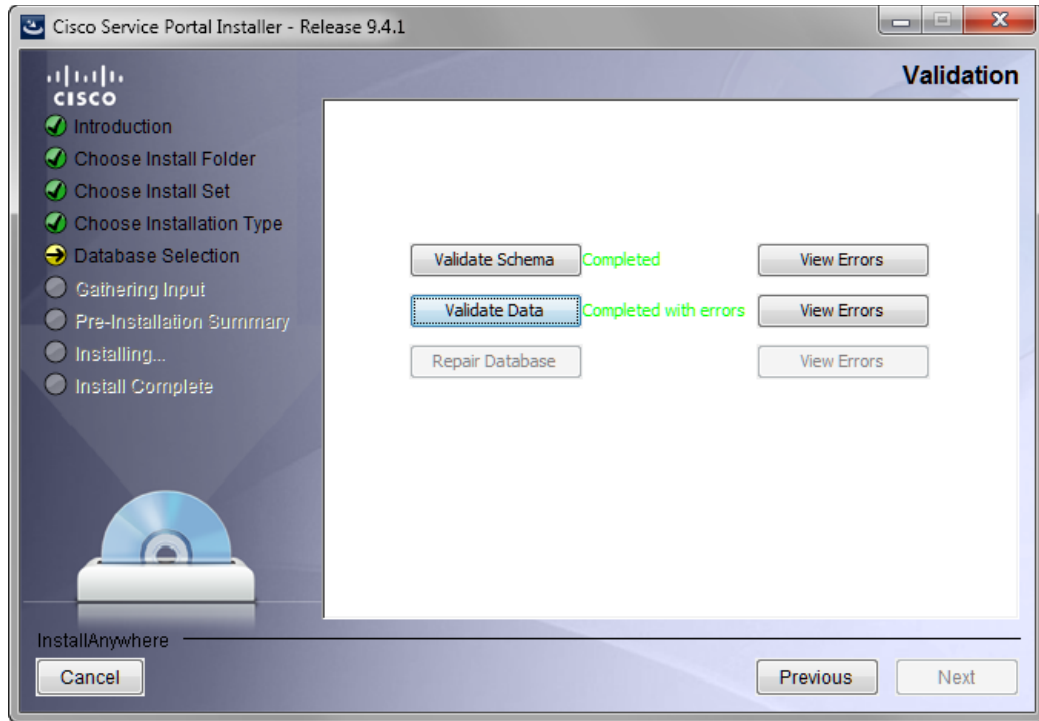 Cisco Service Portal Installer - Release 9.4.1
CISCO
Validation
Introduction
Choose Install Folder
Choose Install Set
Choose Installation Type
Database Selection
Gathering Input
Pre-Installation Summary
Installing...
Install Complete
Validate Schema Completed View Errors
Validate Data Completed with errors View Errors
Repair Database View Errors
InstallAnywhere
Cancel Previous Next